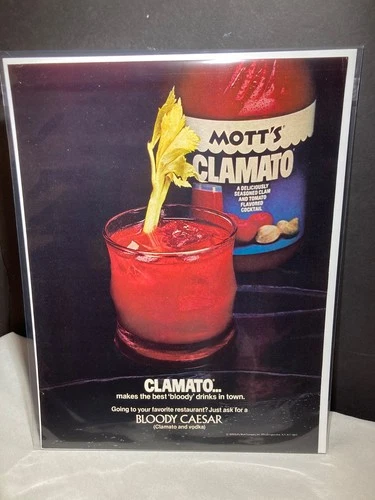 MOTT'S
CLAMATO
A DELICIOUSLY
SEASONED CLAM
AND TOMATO
FLAVORED
COCKTAIL
CLAMATO®...
makes the best 'bloody' drinks in town.
Going to your favorite restaurant? Just ask for a
BLOODY CAESAR
(Clamato and vodka)